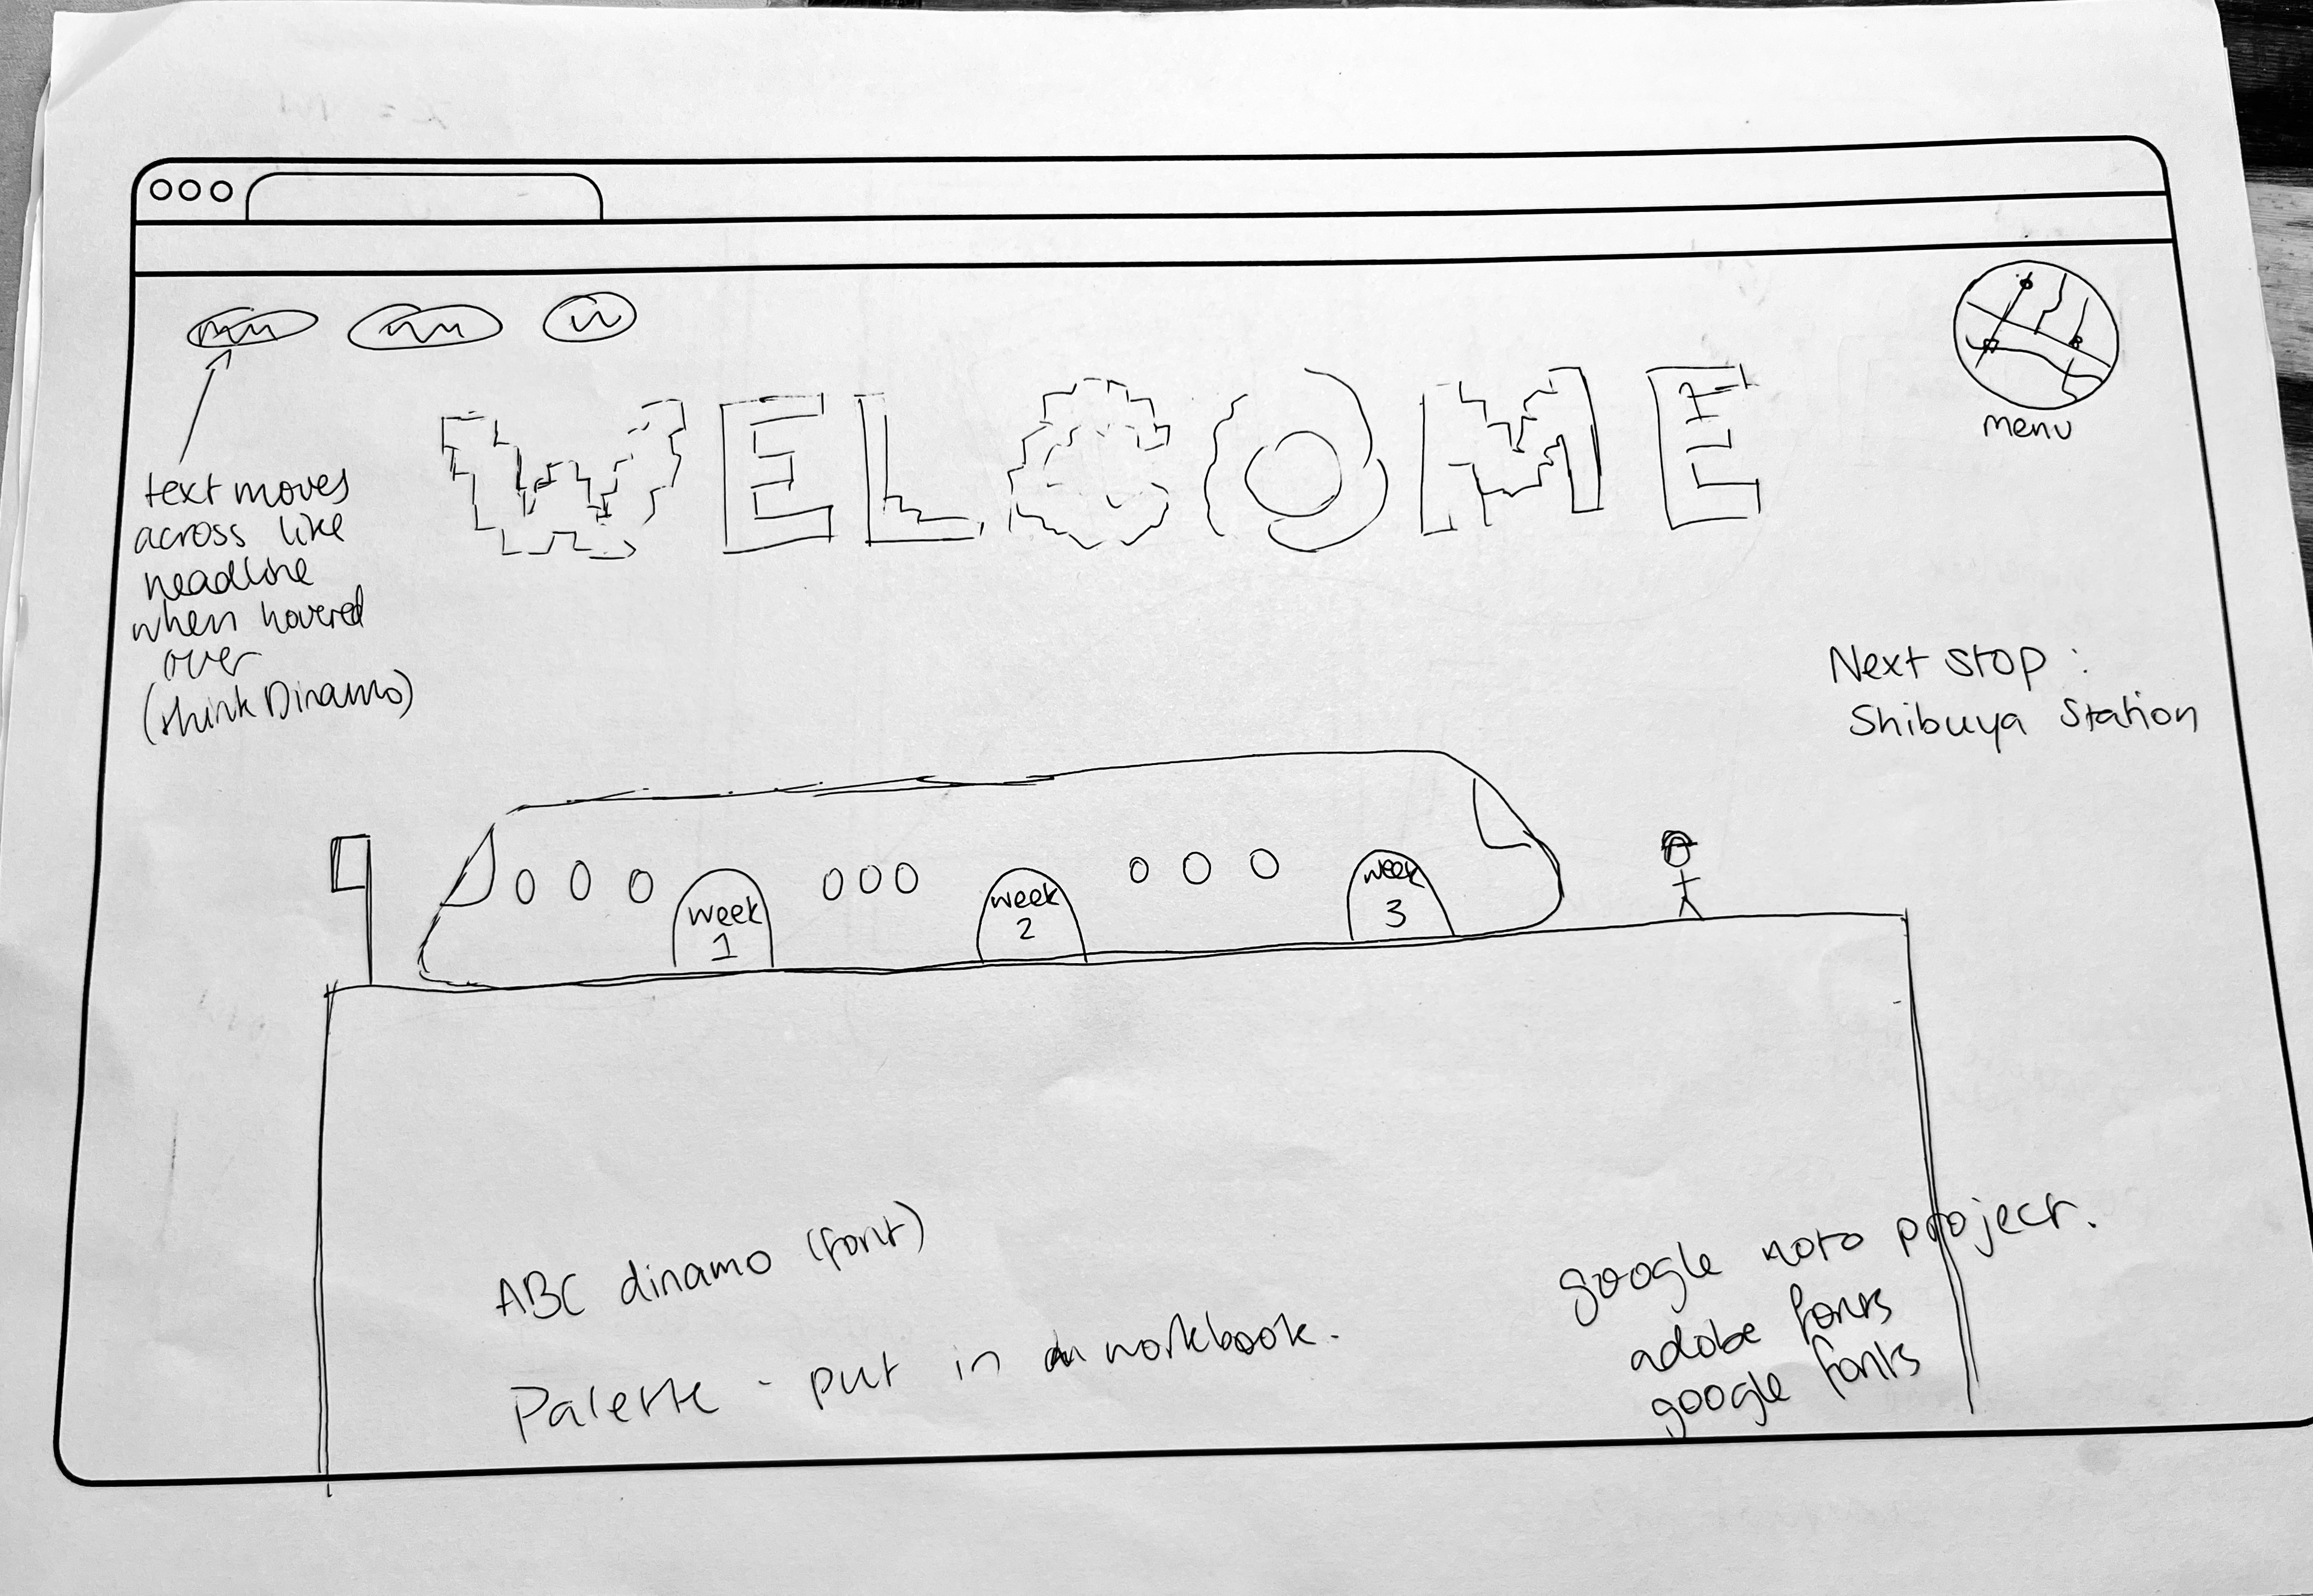 WELCOME
menu
text moves
across like
headline
when hovered
over
(think Dinamo)
Next stop :
Shibuya Station
week
1
week
2
week
3
ABC dinamo (font)
Palette - put in workbook.
google noto project.
adobe fonts
google fonts